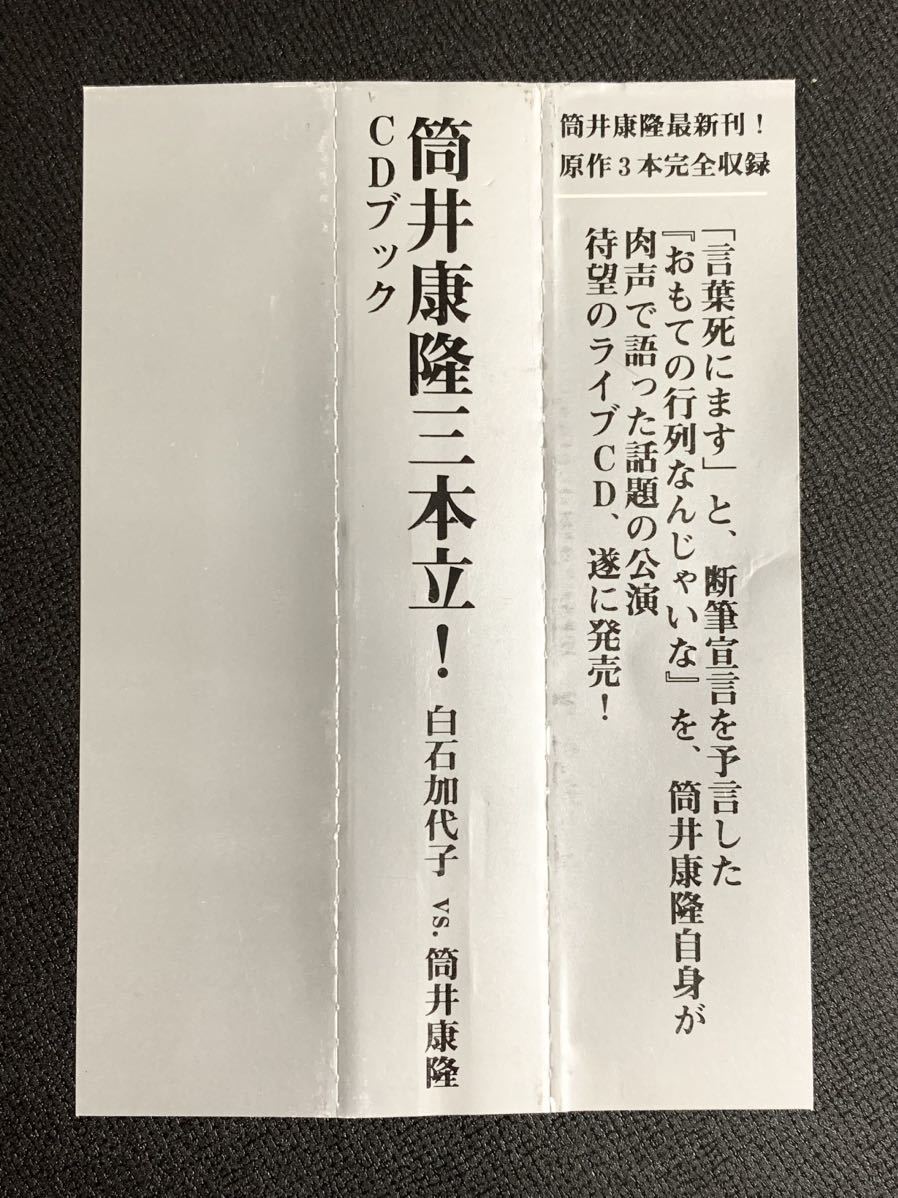 筒井康隆最新刊！
原作3本完全収録
「言葉死にます」と、断筆宣言を予言した
『おもての行列なんじゃいな』を、筒井康隆自身が
肉声で語った話題の公演
待望のライブCD、遂に発売！
筒井康隆三本立！ 白石加代子 vs. 筒井康隆
CDブック